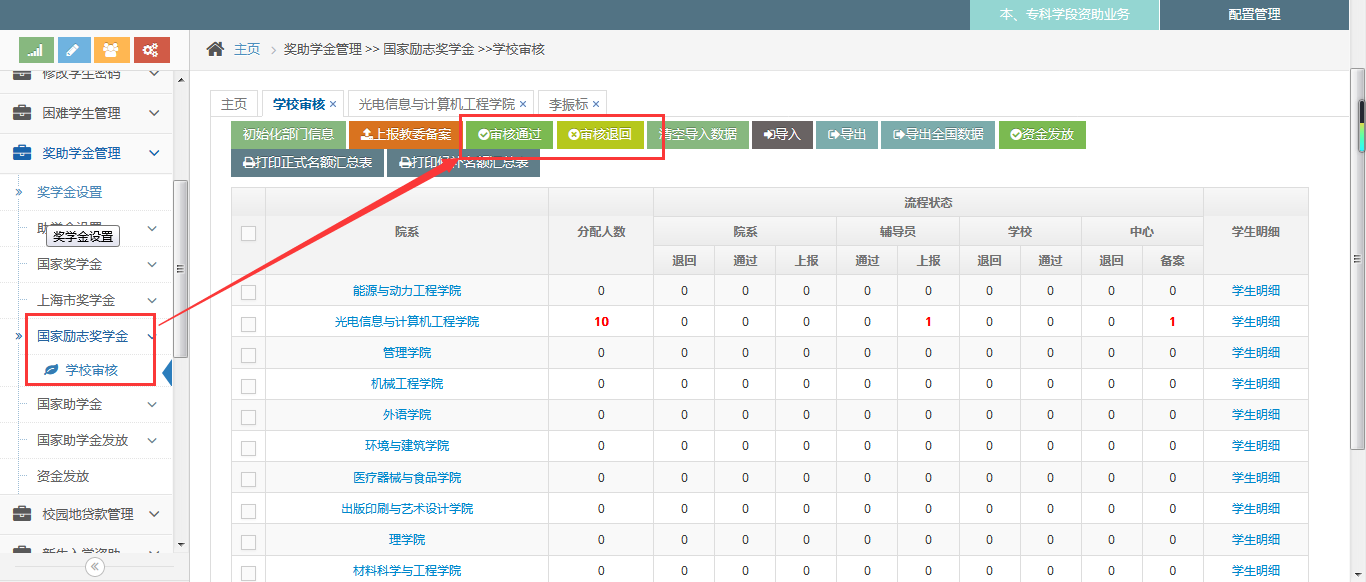 本、专科学段资助业务 配置管理
主页 > 奖助学金管理 >> 国家励志奖学金 >>学校审核
修改学生密码
困难学生管理
奖助学金管理
» 奖学金设置
奖学金设置
国家奖学金
上海市奖学金
» 国家励志奖学金
学校审核
国家助学金
国家助学金发放
资金发放
校园地贷款管理
新生入学资助
«
主页 学校审核 × 光电信息与计算机工程学院 × 李振标 ×
初始化部门信息 上报教委备案 审核通过 审核退回 清空导入数据 导入 导出 导出全国数据 资金发放
打印正式名额汇总表 打印候补名额汇总表
院系 分配人数 流程状态 学生明细
院系 辅导员 学校 中心
退回 通过 上报 通过 上报 退回 通过 退回 备案
能源与动力工程学院 0 0 0 0 0 0 0 0 0 0 学生明细
光电信息与计算机工程学院 10 0 0 0 0 1 0 0 0 1 学生明细
管理学院 0 0 0 0 0 0 0 0 0 0 学生明细
机械工程学院 0 0 0 0 0 0 0 0 0 0 学生明细
外语学院 0 0 0 0 0 0 0 0 0 0 学生明细
环境与建筑学院 0 0 0 0 0 0 0 0 0 0 学生明细
医疗器械与食品学院 0 0 0 0 0 0 0 0 0 0 学生明细
出版印刷与艺术设计学院 0 0 0 0 0 0 0 0 0 0 学生明细
理学院 0 0 0 0 0 0 0 0 0 0 学生明细
材料科学与工程学院 0 0 0 0 0 0 0 0 0 0 学生明细